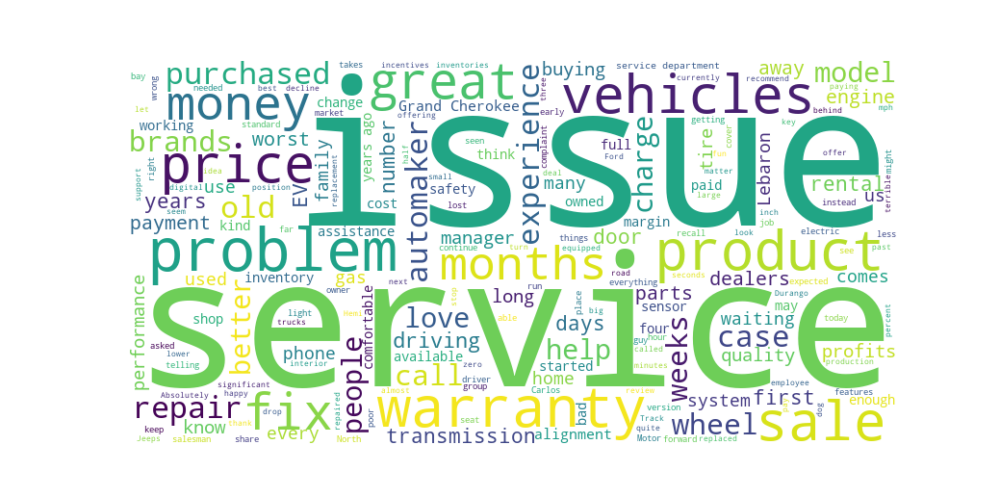 issue
service
problem
product
vehicles
price
money
great
warranty
sale
fix
months
purchased
brands
worst
years
payment
old
use
kind
EV
family
change
market
incentives
inventories
takes
best
decline
needed
standard
working
wrong
bay
let
right
support
digital
idea
position
seem
far
cost
number
years ago
half
automaker
Grand Cherokee
offering
think
seen
small
lost
safety
experience
buying
service department
three
early
complaint
deal
many
owned
charge
full
Ford
margin
currently
recommend
away
model
engine
behind
mph
paying
getting
tire
cover
fun
key
matter
large
paid
Lebaron
inch
job
offer
rental
us
instead
terrible
might
electric
less
past
see
look
recall
door
things
manager
continue
turn
equipped
assistance
replacement
performance
used
better
inventory
gas
owner
shop
light
trucks
Hemi
interior
phone
comfortable
next
love
driving
available
call
long
run
stop
able
days
started
home
help
place
big
road
everything
guy
hour
called
minutes
weeks
four
parts
sensor
seconds
dealers
expected
comes
Durango
may
waiting
today
percent
case
quality
profits
production
employee
features
enough
first
system
version
review
wheel
Track
quite
Motor
forward
replaced
pay
dog
asked
lower
telling
Absolutely
significant
happy
repair
know
keep
Jeeps
salesman
share
thank
drop
every
North
repaired
poor
people
almost
zero
driver
group
seat
Carlos
bad
transmission
alignment